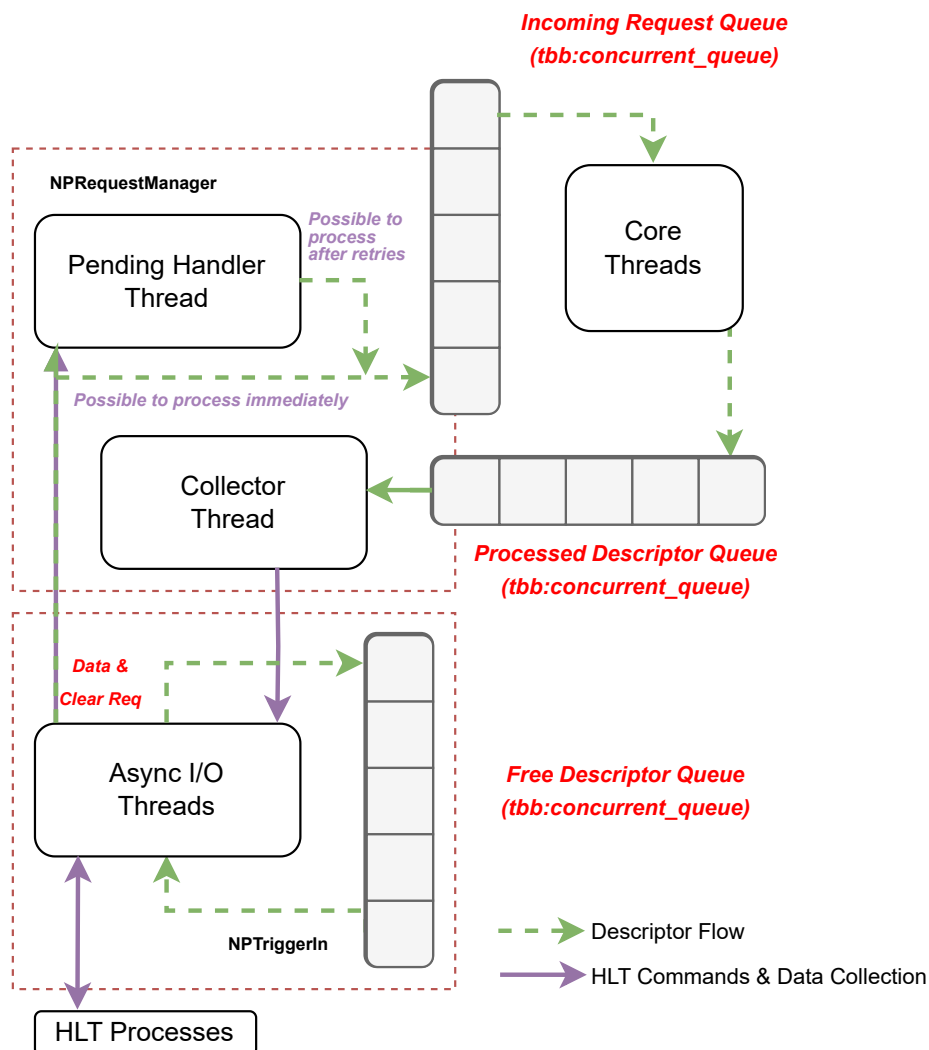 Incoming Request Queue
(tbb:concurrent_queue)
NPRequestManager
Pending Handler
Thread
Possible to
process
after retries
Core
Threads
Possible to process immediately
Collector
Thread
Processed Descriptor Queue
(tbb:concurrent_queue)
Data &
Clear Req
Async I/O
Threads
Free Descriptor Queue
(tbb:concurrent_queue)
NPTriggerIn
Descriptor Flow
HLT Commands & Data Collection
HLT Processes